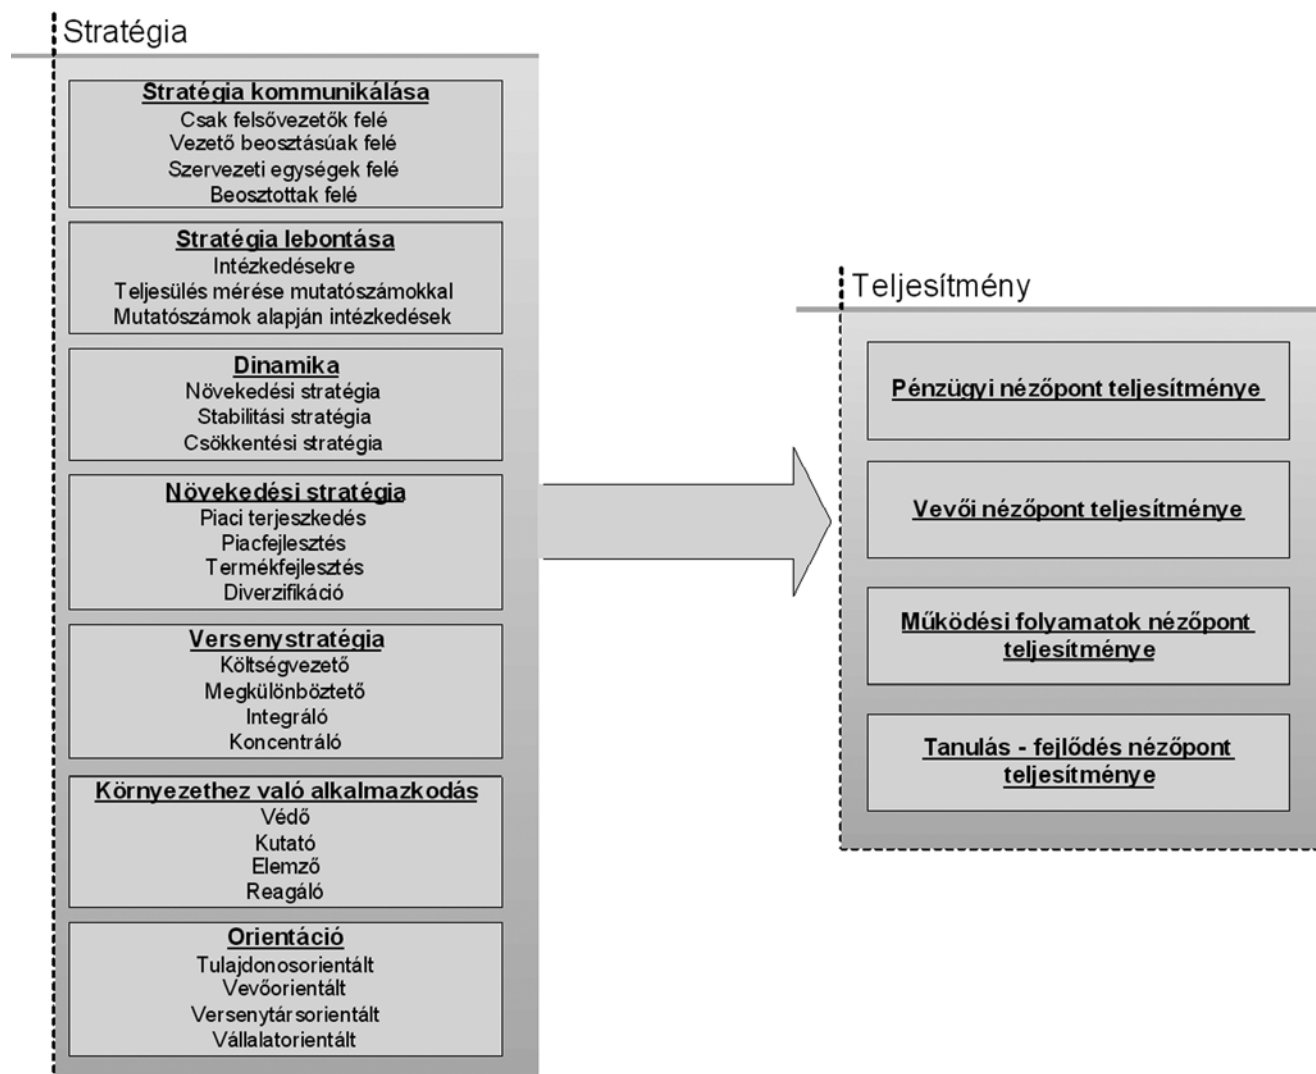 Stratégia
Stratégia kommunikálása
Csak felsővezetők felé
Vezető beosztásúak felé
Szervezeti egységek felé
Beosztottak felé
Stratégia lebontása
Intézkedésekre
Teljesülés mérése mutatószámokkal
Mutatószámok alapján intézkedések
Dinamika
Növekedési stratégia
Stabilitási stratégia
Csökkentési stratégia
Növekedési stratégia
Piaci terjeszkedés
Piacfejlesztés
Termékfejlesztés
Diverzifikáció
Versenystratégia
Költségvezető
Megkülönböztető
Integráló
Koncentráló
Környezethez való alkalmazkodás
Védő
Kutató
Elemző
Reagáló
Orientáció
Tulajdonosorientált
Vevőorientált
Versenytársorientált
Vállalatorientált
Teljesítmény
Pénzügyi nézőpont teljesítménye
Vevői nézőpont teljesítménye
Működési folyamatok nézőpont
teljesítménye
Tanulás - fejlődés nézőpont
teljesítménye